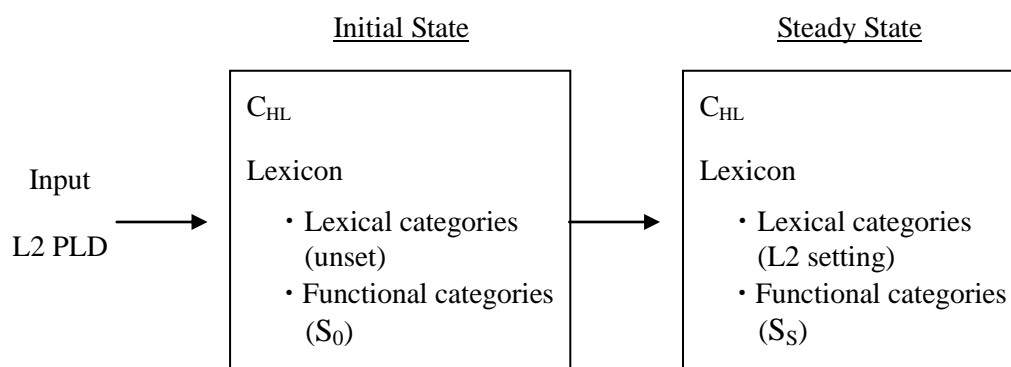 Initial State
Steady State
Input
L2 PLD
C_HL
Lexicon
・Lexical categories
(unset)
・Functional categories
(S_0)
C_HL
Lexicon
・Lexical categories
(L2 setting)
・Functional categories
(S_S)